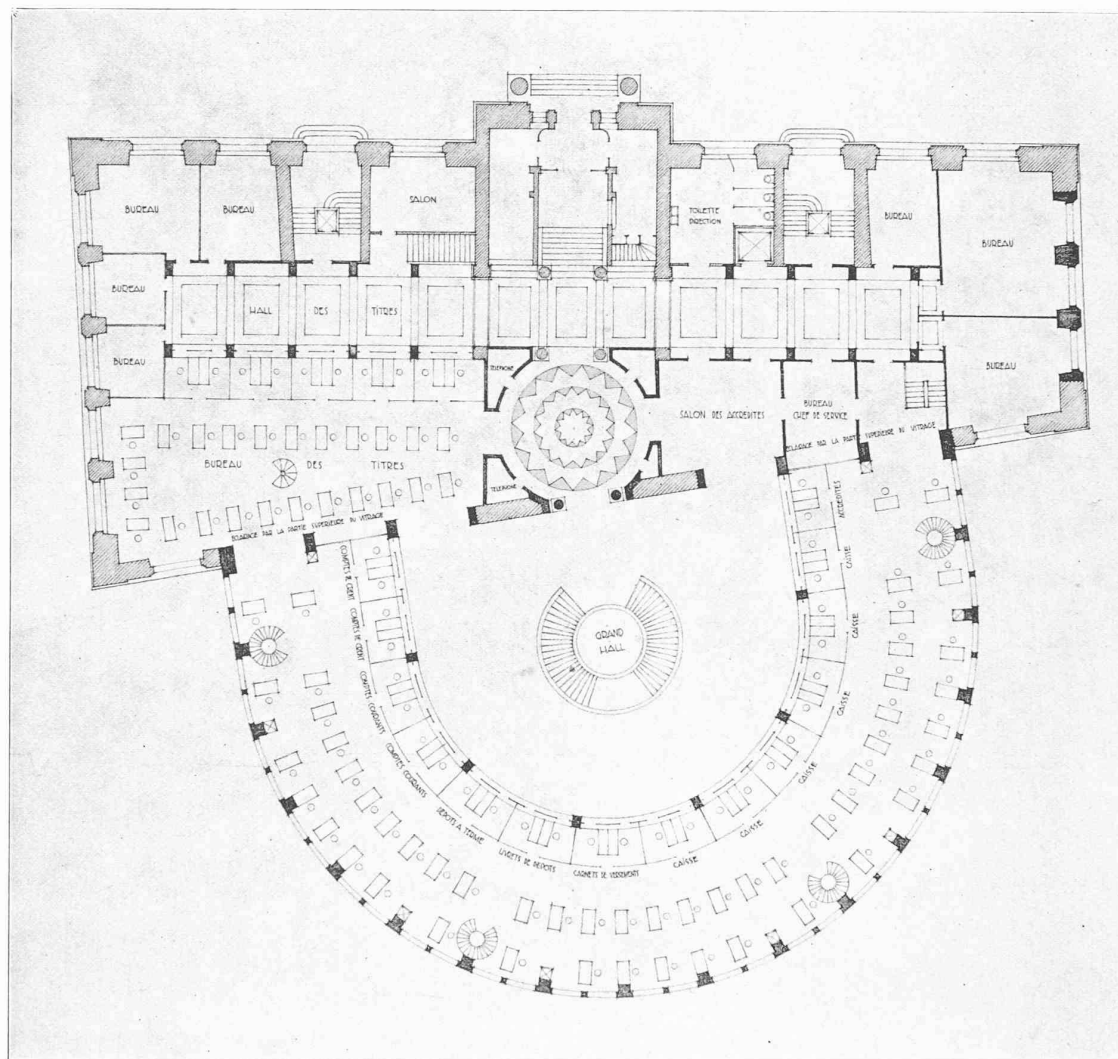 BUREAU
BUREAU
SALON
TOILETTE
DIRECTION
BUREAU
BUREAU
BUREAU
HALL DES TITRES
BUREAU
TELEPHONE
BUREAU
SALON DES ACCREDITES
BUREAU
CHEF DE SERVICE
ECLAIRAGE PAR LA PARTIE SUPERIEURE DU VITRAGE
BUREAU DES TITRES
TELEPHONE
ECLAIRAGE PAR LA PARTIE SUPERIEURE DU VITRAGE
GRAND
HALL
COMPTES DE CREDIT
COMPTES DE CREDIT
COMPTES COURANTS
COMPTES COURANTS
DEPOTS A TERME
LIVRETS DE DEPOTS
CARNETS DE VERSEMENTS
CAISSE
CAISSE
CAISSE
CAISSE
CAISSE
CAISSE
ACCREDITES